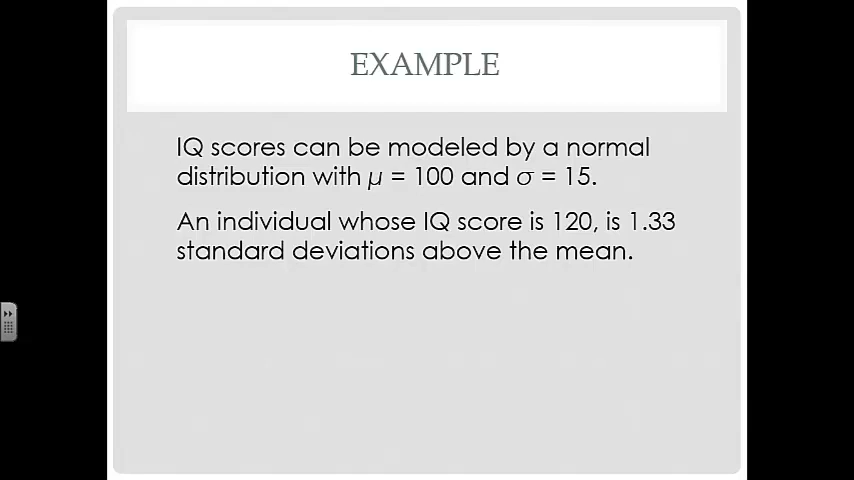 EXAMPLE
IQ scores can be modeled by a normal
distribution with μ = 100 and σ = 15.
An individual whose IQ score is 120, is 1.33
standard deviations above the mean.